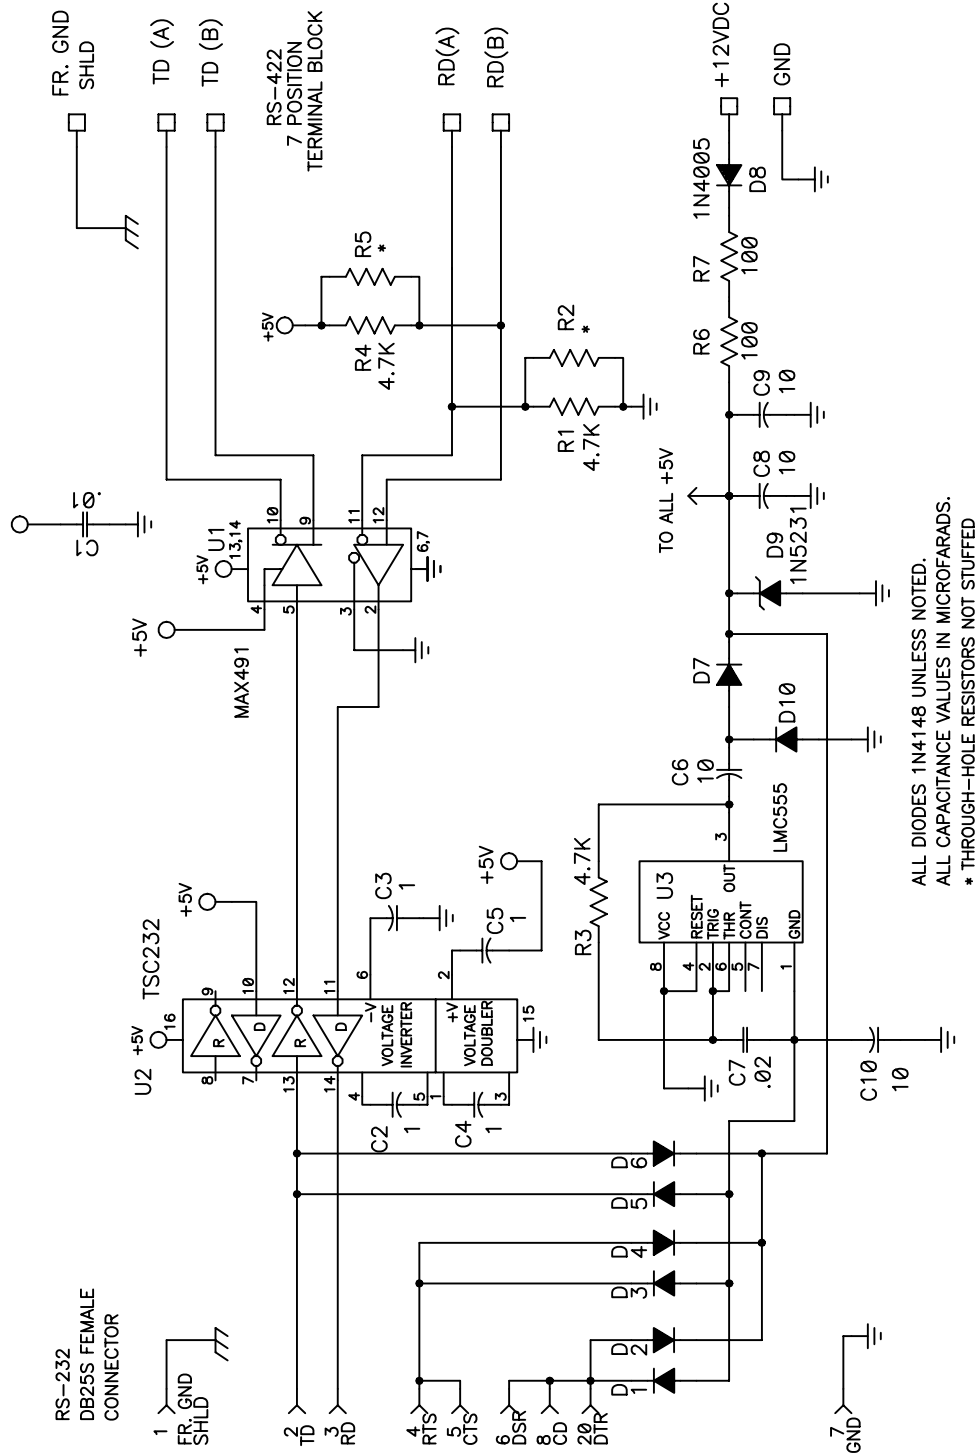 RS-232
DB25S FEMALE
CONNECTOR
1
FR. GND
SHLD
2
TD
3
RD
4
RTS
5
CTS
6
DSR
8
CD
20
DTR
7
GND
U2
+5V
16
TSC232
8
R
9
7
D
10
+5V
13
R
12
14
D
11
4
-V
VOLTAGE
INVERTER
6
5
C2
1
C3
1
1
+V
VOLTAGE
DOUBLER
2
3
15
C4
1
C5
1
+5V
D
1
D
2
D
3
D
4
D
5
D
6
R3
4.7K
U3
8
VCC
4
RESET
2
TRIG
6
THR
5
CONT
7
DIS
1
GND
OUT
3
LMC555
C7
.02
C10
10
C6
10
D7
D10
D9
1N5231
TO ALL +5V
C8
10
C9
10
R6
100
R7
100
1N4005
D8
+12VDC
GND
MAX491
+5V
+5V
U1
13,14
4
5
10
9
3
2
11
12
6,7
C1
.01
+5V
R4
4.7K
R5
*
R1
4.7K
R2
*
FR. GND
SHLD
TD (A)
TD (B)
RS-422
7 POSITION
TERMINAL BLOCK
RD(A)
RD(B)
ALL DIODES 1N4148 UNLESS NOTED.
ALL CAPACITANCE VALUES IN MICROFARADS.
* THROUGH-HOLE RESISTORS NOT STUFFED